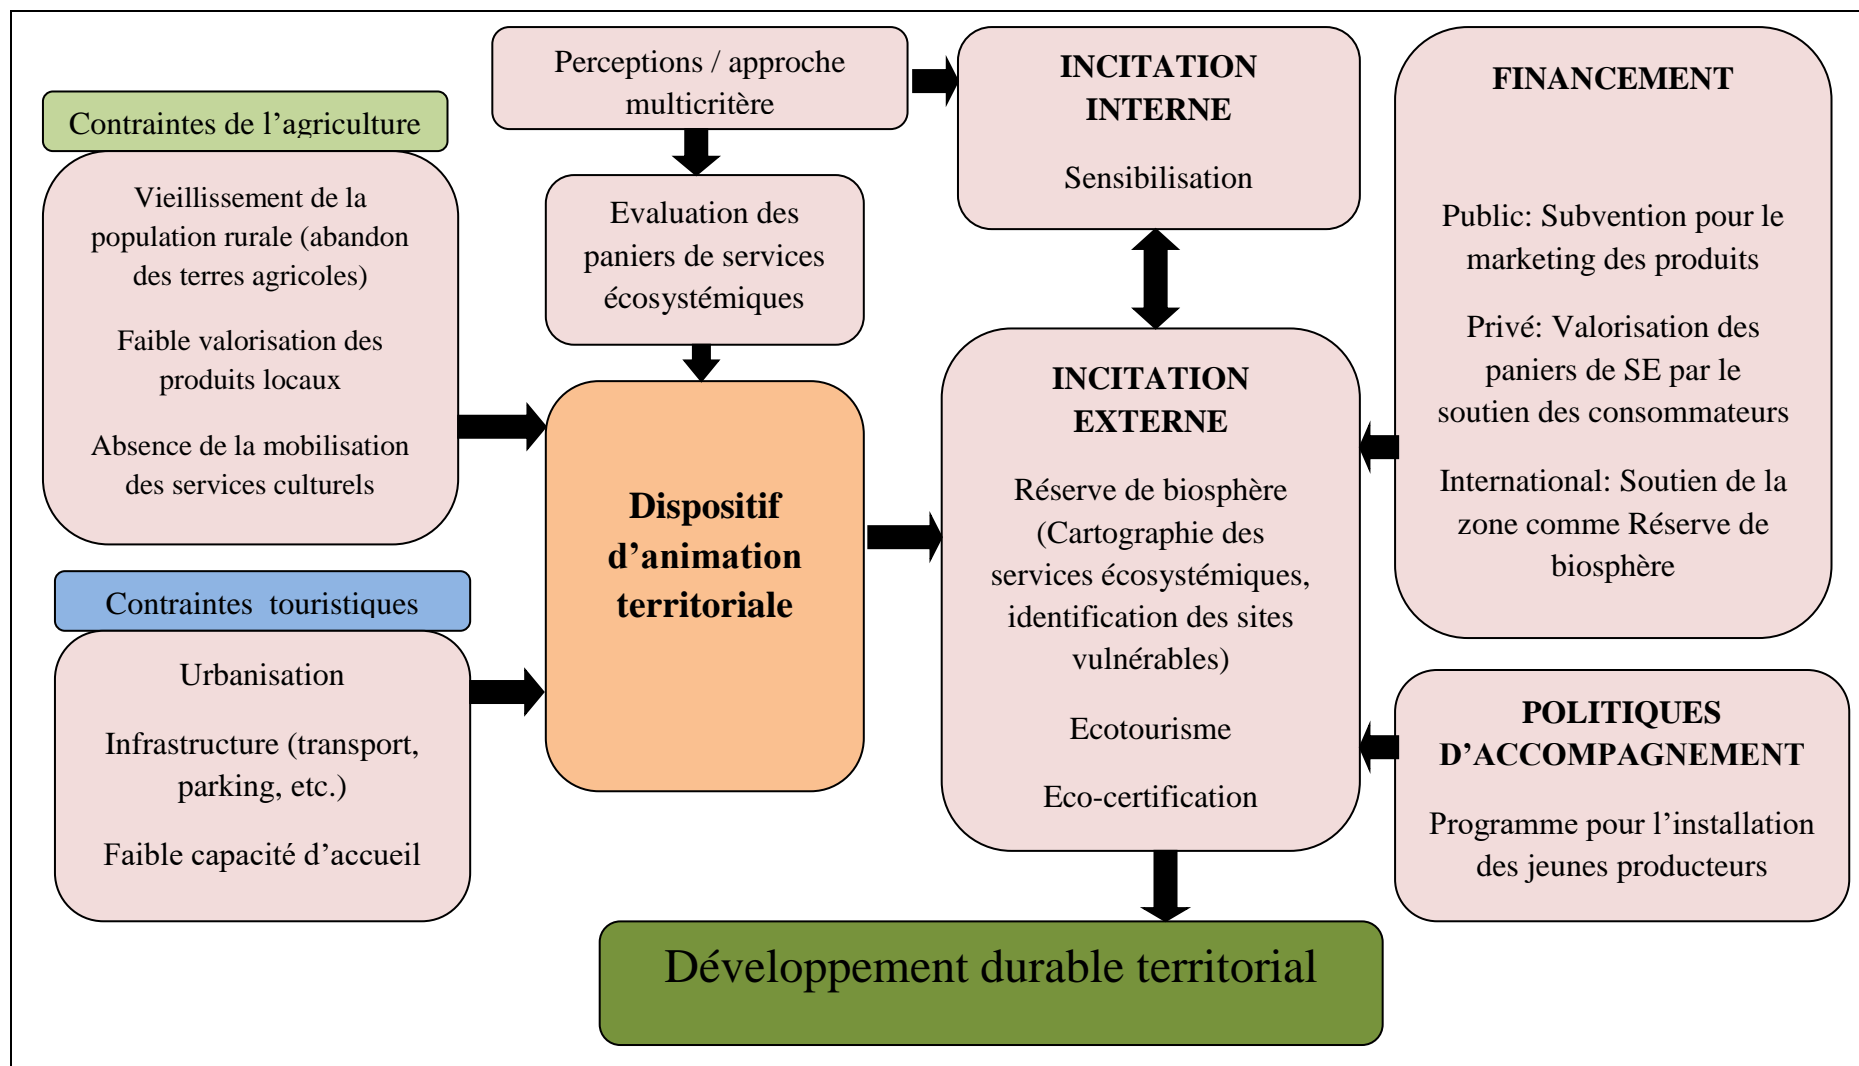 Perceptions / approche
multicritère
INCITATION
INTERNE
Sensibilisation
FINANCEMENT
Public: Subvention pour le
marketing des produits
Privé: Valorisation des
paniers de SE par le
soutien des consommateurs
International: Soutien de la
zone comme Réserve de
biosphère
Contraintes de l’agriculture
Vieillissement de la
population rurale (abandon
des terres agricoles)
Faible valorisation des
produits locaux
Absence de la mobilisation
des services culturels
Evaluation des
paniers de services
écosystémiques
Dispositif
d’animation
territoriale
INCITATION
EXTERNE
Réserve de biosphère
(Cartographie des
services écosystémiques,
identification des sites
vulnérables)
Ecotourisme
Eco-certification
Contraintes  touristiques
Urbanisation
Infrastructure (transport,
parking, etc.)
Faible capacité d’accueil
POLITIQUES
D’ACCOMPAGNEMENT
Programme pour l’installation
des jeunes producteurs
Développement durable territorial